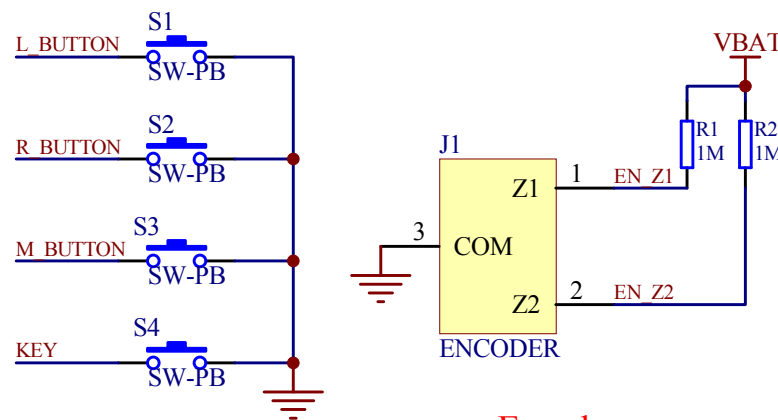 S1
L_BUTTON
SW-PB
S2
R_BUTTON
SW-PB
S3
M_BUTTON
SW-PB
S4
KEY
SW-PB
VBAT
R1
1M
R2
1M
J1
Z1
1
EN_Z1
3
COM
Z2
2
EN_Z2
ENCODER